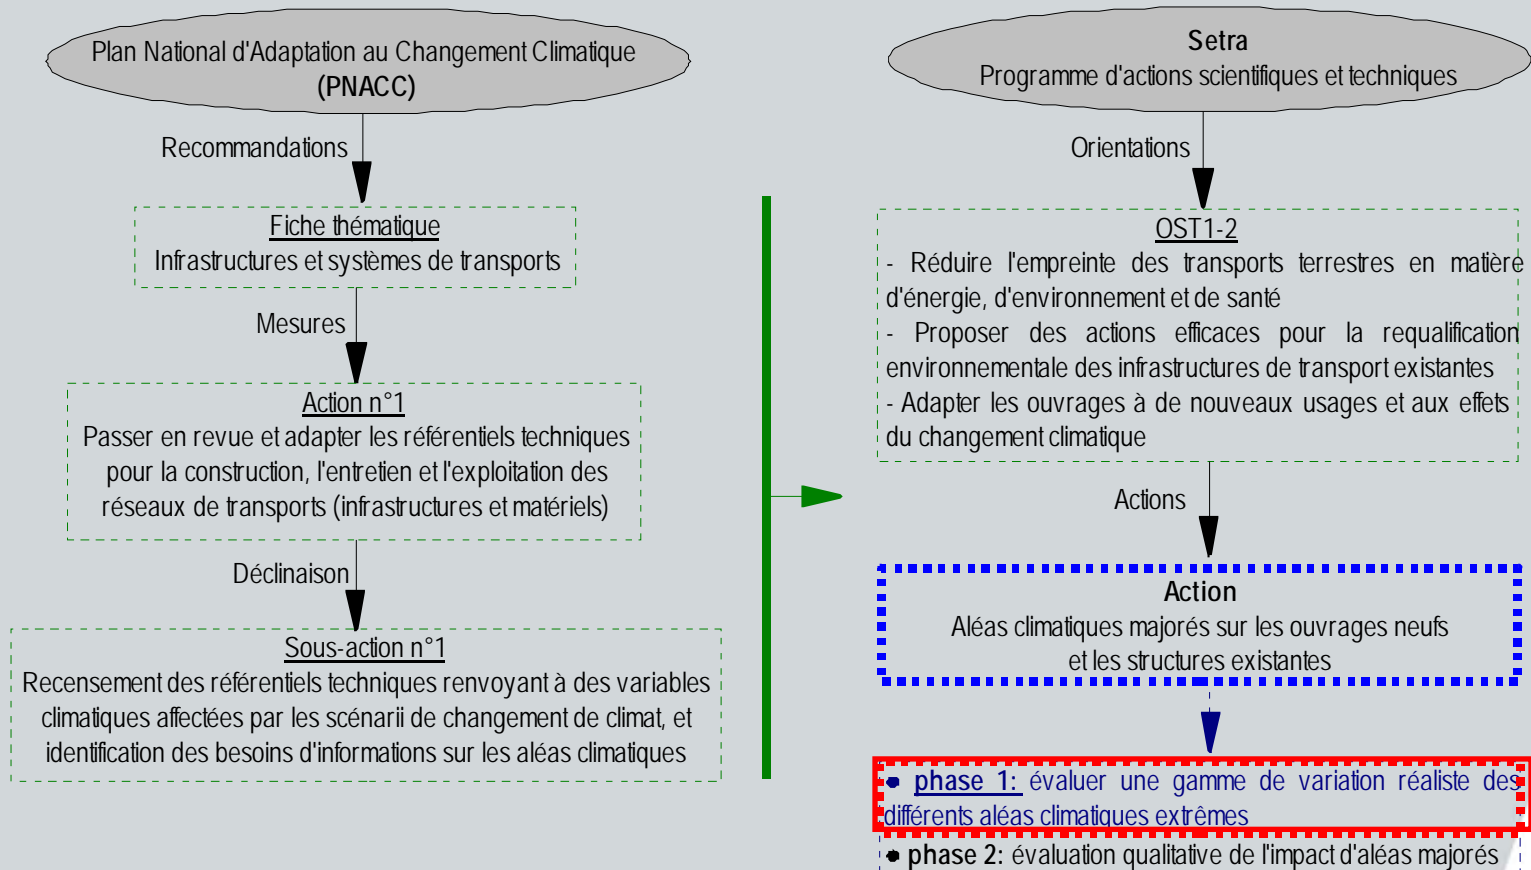 Plan National d'Adaptation au Changement Climatique
(PNACC)
Recommandations
Fiche thématique
Infrastructures et systèmes de transports
Mesures
Action n°1
Passer en revue et adapter les référentiels techniques
pour la construction, l'entretien et l'exploitation des
réseaux de transports (infrastructures et matériels)
Déclinaison
Sous-action n°1
Recensement des référentiels techniques renvoyant à des variables
climatiques affectées par les scénarii de changement de climat, et
identification des besoins d'informations sur les aléas climatiques
Setra
Programme d'actions scientifiques et techniques
Orientations
OST1-2
- Réduire l'empreinte des transports terrestres en matière
d'énergie, d'environnement et de santé
- Proposer des actions efficaces pour la requalification
environnementale des infrastructures de transport existantes
- Adapter les ouvrages à de nouveaux usages et aux effets
du changement climatique
Actions
Action
Aléas climatiques majorés sur les ouvrages neufs
et les structures existantes
• phase 1: évaluer une gamme de variation réaliste des
différents aléas climatiques extrêmes
• phase 2: évaluation qualitative de l'impact d'aléas majorés